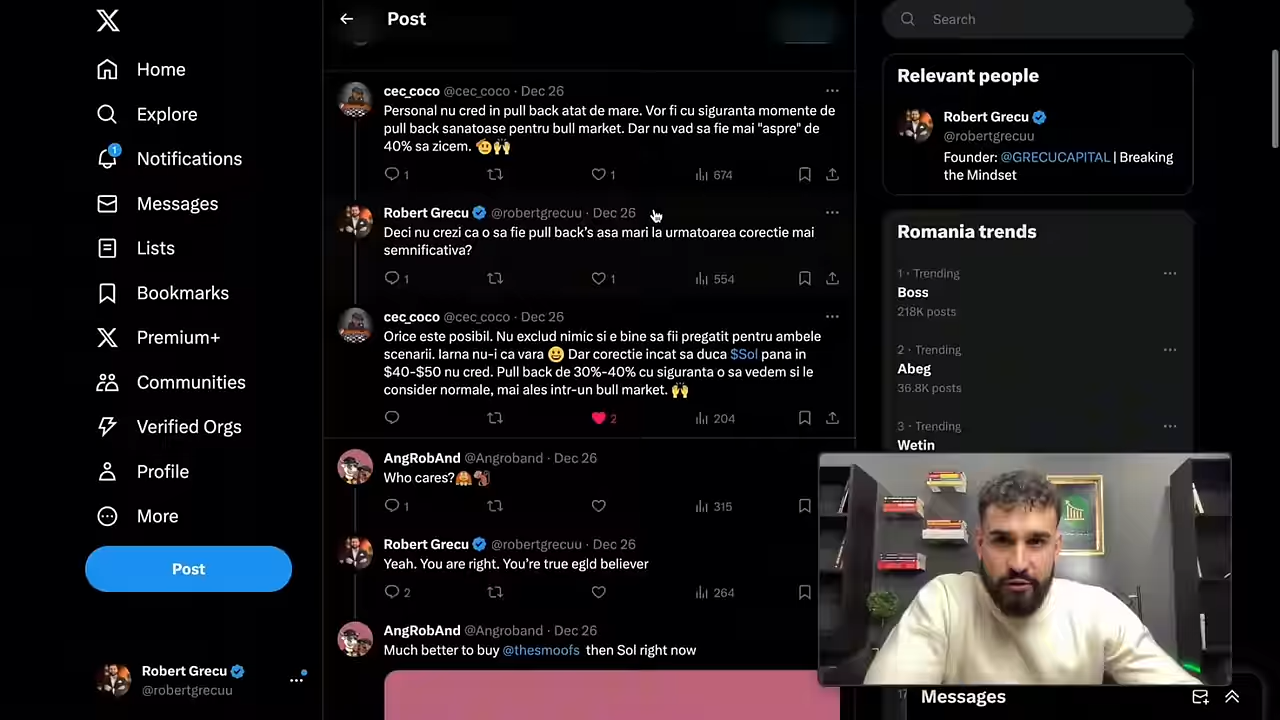 Home
Explore
1
Notifications
Messages
Lists
Bookmarks
Premium+
Communities
Verified Orgs
Profile
More
Post
Robert Grecu
@robertgrecuu
Post
cec_coco @cec_coco · Dec 26
Personal nu cred in pull back atat de mare. Vor fi cu siguranta momente de
pull back sanatoase pentru bull market. Dar nu vad sa fie mai "aspre" de
40% sa zicem. 🫡🙌
1 1 674
Robert Grecu @robertgrecuu · Dec 26
Deci nu crezi ca o sa fie pull back's asa mari la urmatoarea corectie mai
semnificativa?
1 1 554
cec_coco @cec_coco · Dec 26
Orice este posibil. Nu exclud nimic si e bine sa fii pregatit pentru ambele
scenarii. Iarna nu-i ca vara 😀 Dar corectie incat sa duca $Sol pana in
$40-$50 nu cred. Pull back de 30%-40% cu siguranta o sa vedem si le
consider normale, mai ales intr-un bull market. 🙌
2 204
AngRobAnd @Angroband · Dec 26
Who cares?🙈🐿️
1 315
Robert Grecu @robertgrecuu · Dec 26
Yeah. You are right. You're true egld believer
2 264
AngRobAnd @Angroband · Dec 26
Much better to buy @thesmoofs then Sol right now
Search
Relevant people
Robert Grecu
@robertgrecuu
Founder: @GRECUCAPITAL | Breaking
the Mindset
Romania trends
1 · Trending
Boss
218K posts
2 · Trending
Abeg
36.8K posts
3 · Trending
Wetin
17
Messages